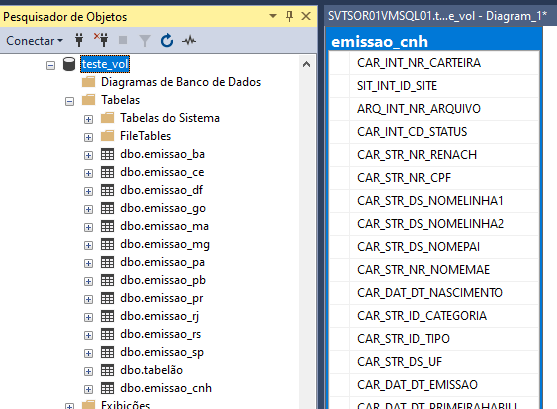 Pesquisador de Objetos
Conectar
teste_vol
Diagramas de Banco de Dados
Tabelas
Tabelas do Sistema
FileTables
dbo.emissao_ba
dbo.emissao_ce
dbo.emissao_df
dbo.emissao_go
dbo.emissao_ma
dbo.emissao_mg
dbo.emissao_pa
dbo.emissao_pb
dbo.emissao_pr
dbo.emissao_rj
dbo.emissao_rs
dbo.emissao_sp
dbo.tabelão
dbo.emissao_cnh
Exibições
SVTSOR01VMSQL01.t...e_vol - Diagram_1*
emissao_cnh
CAR_INT_NR_CARTEIRA
SIT_INT_ID_SITE
ARQ_INT_NR_ARQUIVO
CAR_INT_CD_STATUS
CAR_STR_NR_RENACH
CAR_STR_NR_CPF
CAR_STR_DS_NOMELINHA1
CAR_STR_DS_NOMELINHA2
CAR_STR_DS_NOMEPAI
CAR_STR_NR_NOMEMAE
CAR_DAT_DT_NASCIMENTO
CAR_STR_ID_CATEGORIA
CAR_STR_ID_TIPO
CAR_STR_DS_UF
CAR_DAT_DT_EMISSAO
CAR_DAT_DT_PRIMEIRAHABILI